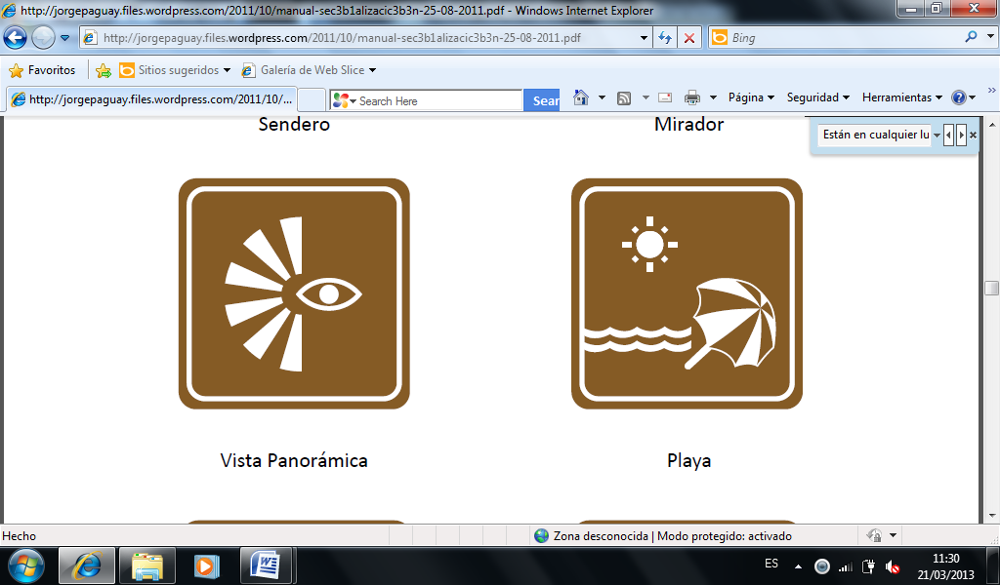 http://jorgepaguay.files.wordpress.com/2011/10/manual-sec3b1alizacic3b3n-25-08-2011.pdf - Windows Internet Explorer
http://jorgepaguay.files.wordpress.com/2011/10/manual-sec3b1alizacic3b3n-25-08-2011.pdf
Bing
Favoritos
Sitios sugeridos
Galería de Web Slice
http://jorgepaguay.files.wordpress.com/2011/10/...
Search Here
Sear
Página
Seguridad
Herramientas
Sendero
Mirador
Están en cualquier lu
Vista Panorámica
Playa
Hecho
Zona desconocida | Modo protegido: activado
ES
11:30
21/03/2013